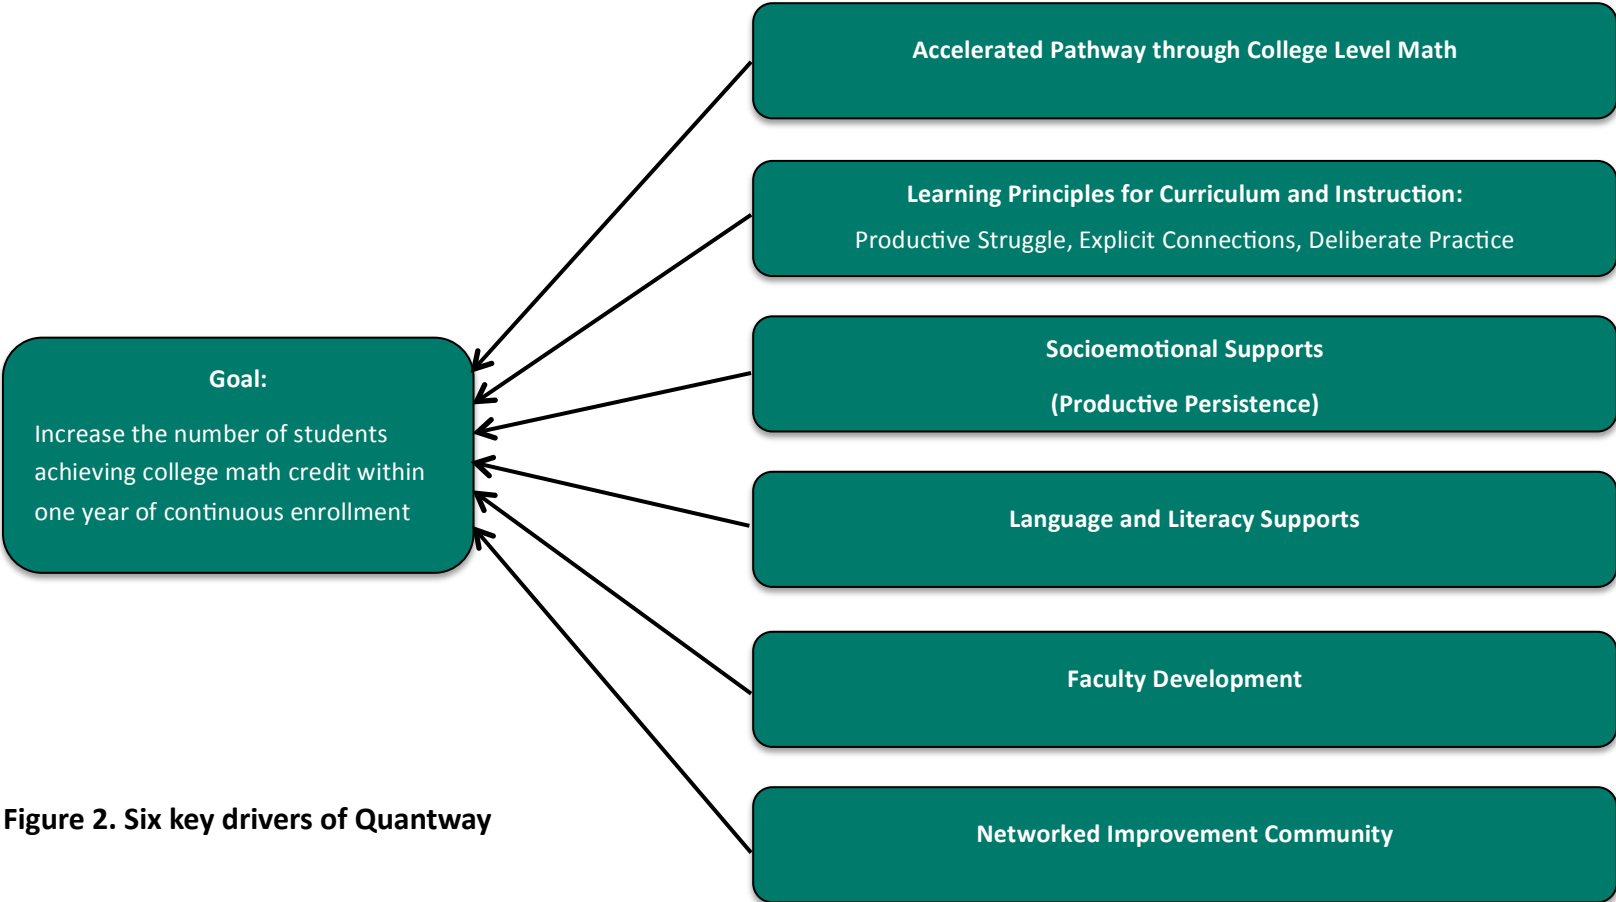 Accelerated Pathway through College Level Math
Learning Principles for Curriculum and Instruction:
Productive Struggle, Explicit Connections, Deliberate Practice
Socioemotional Supports
(Productive Persistence)
Goal:
Increase the number of students
achieving college math credit within
one year of continuous enrollment
Language and Literacy Supports
Faculty Development
Figure 2. Six key drivers of Quantway
Networked Improvement Community